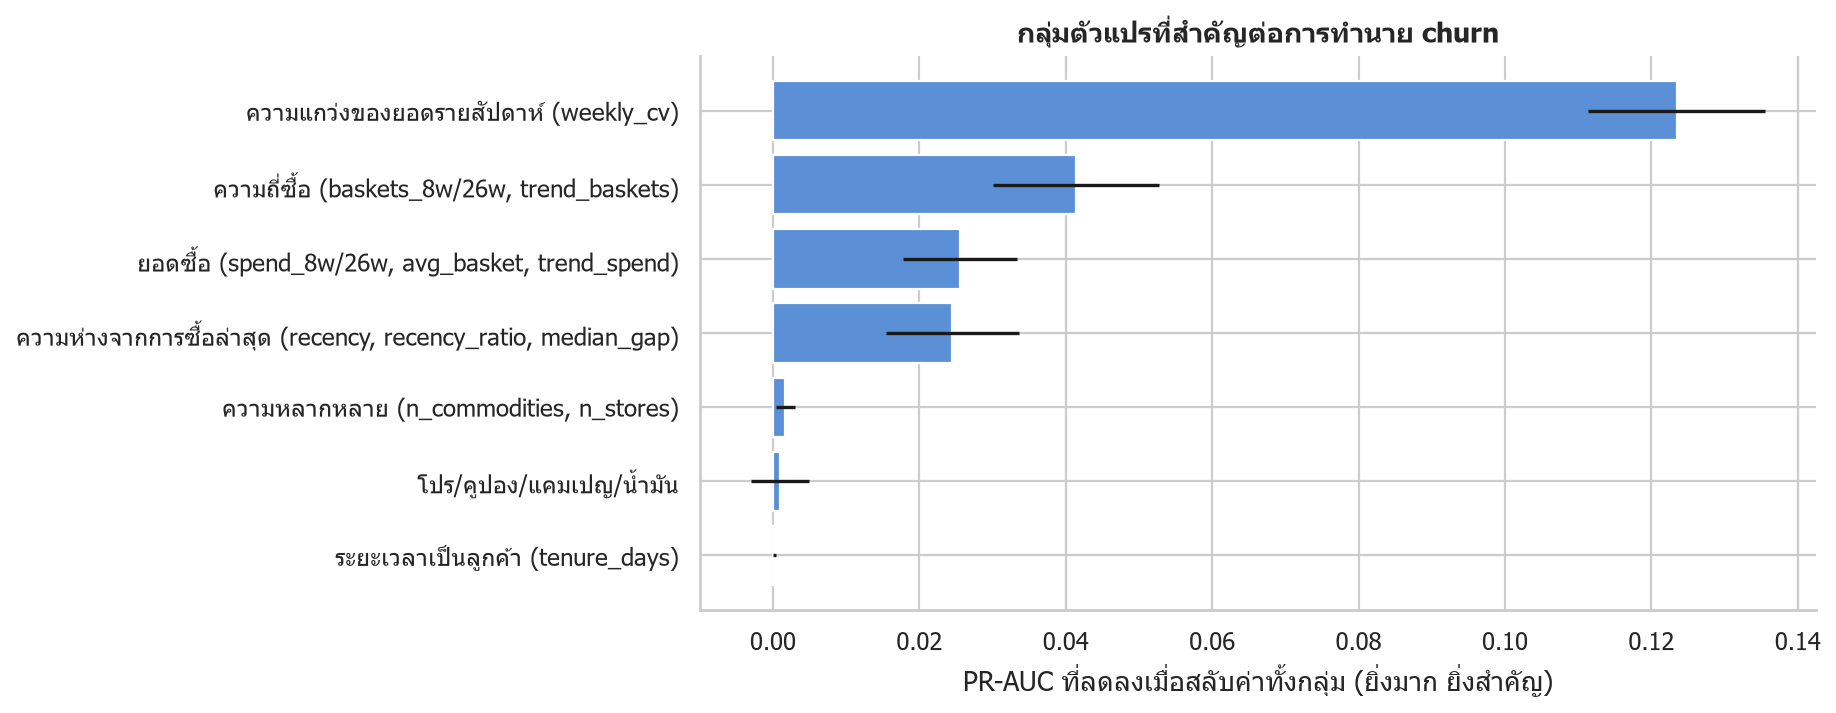 กลุ่มตัวแปรที่สำคัญต่อการทำนาย churn
ความแกว่งของยอดรายสัปดาห์ (weekly_cv)
ความถี่ซื้อ (baskets_8w/26w, trend_baskets)
ยอดซื้อ (spend_8w/26w, avg_basket, trend_spend)
ความห่างจากการซื้อล่าสุด (recency, recency_ratio, median_gap)
ความหลากหลาย (n_commodities, n_stores)
โปร/คูปอง/แคมเปญ/น้ำมัน
ระยะเวลาเป็นลูกค้า (tenure_days)
0.00 0.02 0.04 0.06 0.08 0.10 0.12 0.14
PR-AUC ที่ลดลงเมื่อสลับค่าทั้งกลุ่ม (ยิ่งมาก ยิ่งสำคัญ)